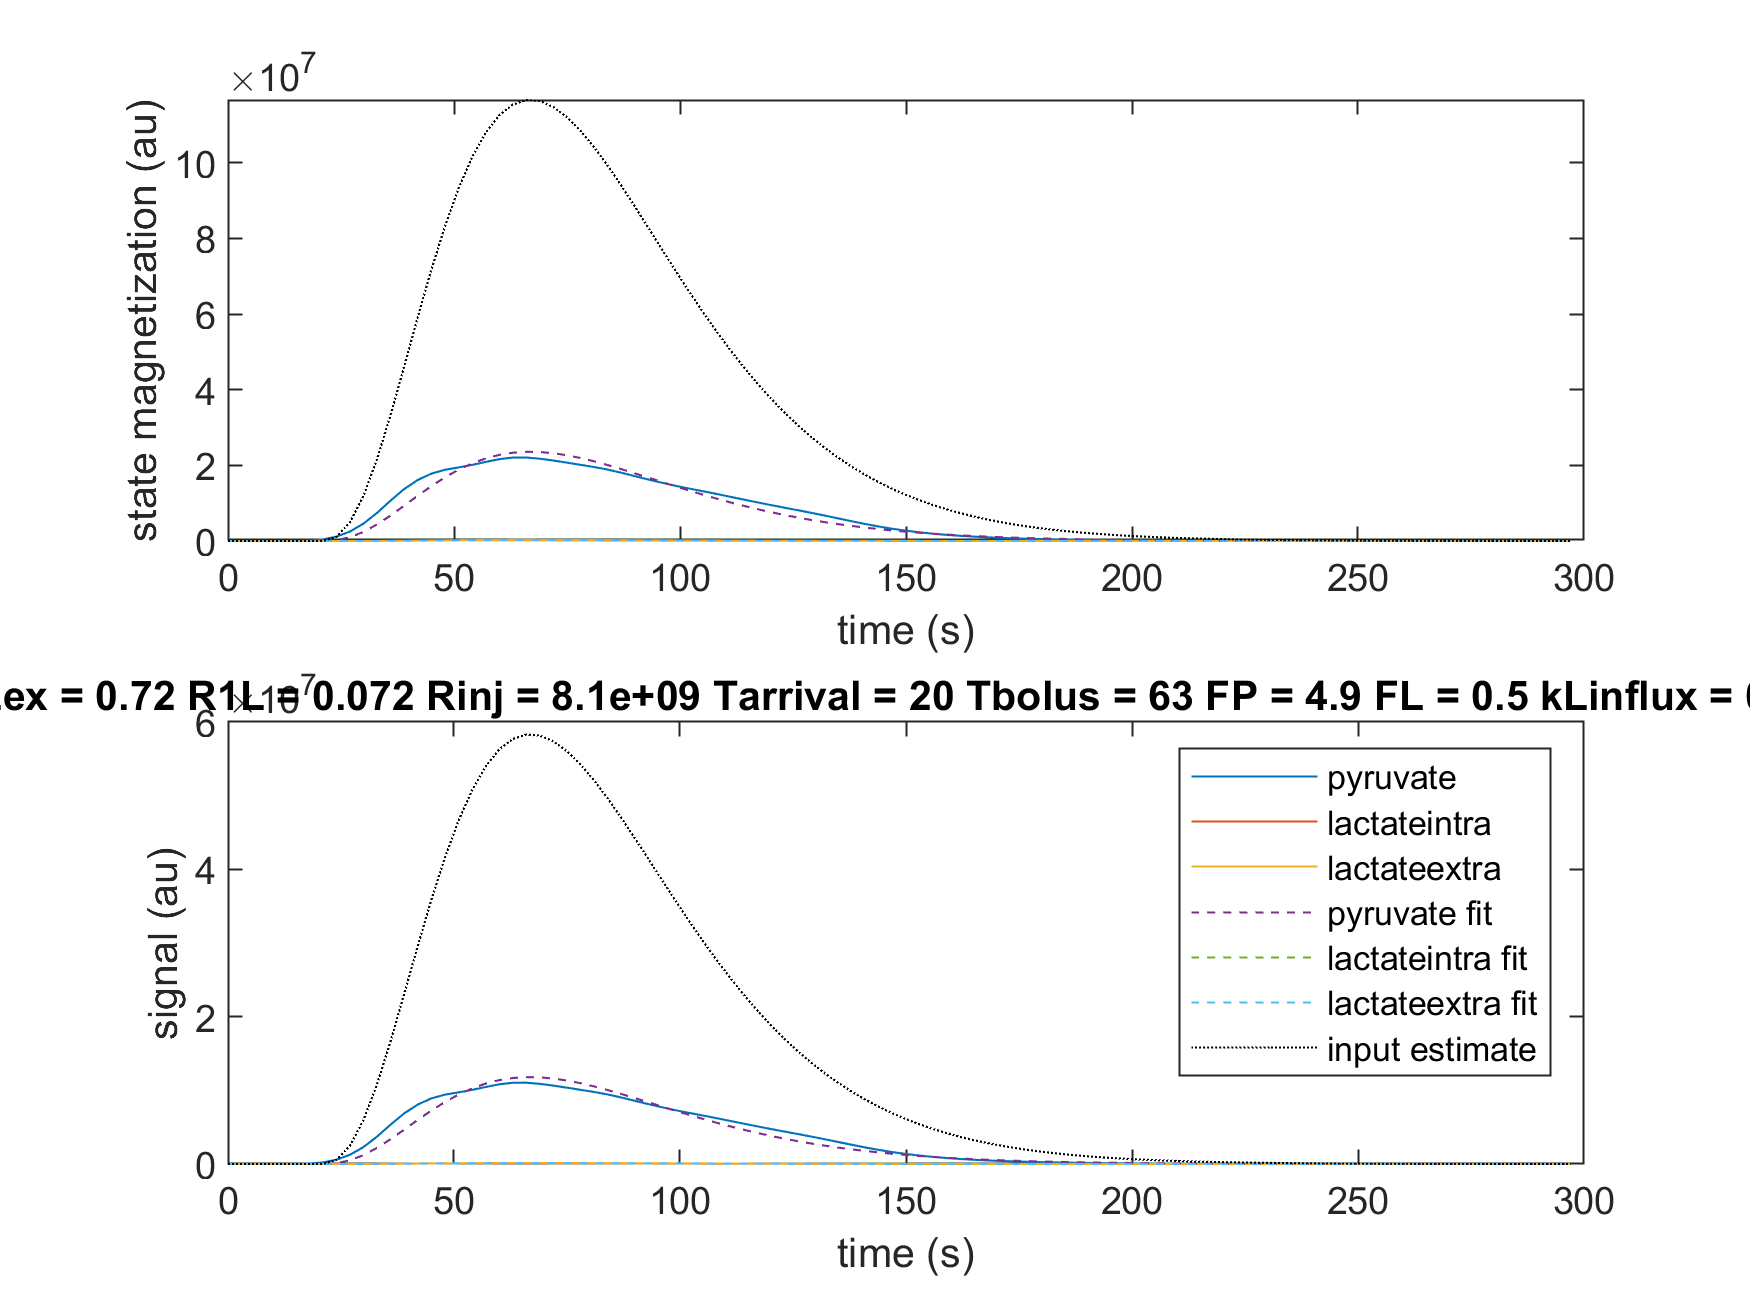 ×10^7
state magnetization (au)
10
8
6
4
2
0
0 50 100 150 200 250 300
time (s)
ex = 0.72 R1L = 0.072 Rinj = 8.1e+09 Tarrival = 20 Tbolus = 63 FP = 4.9 FL = 0.5 kLinflux =
×10^7
signal (au)
6
4
2
0
pyruvate
lactateintra
lactateextra
pyruvate fit
lactateintra fit
lactateextra fit
input estimate
0 50 100 150 200 250 300
time (s)